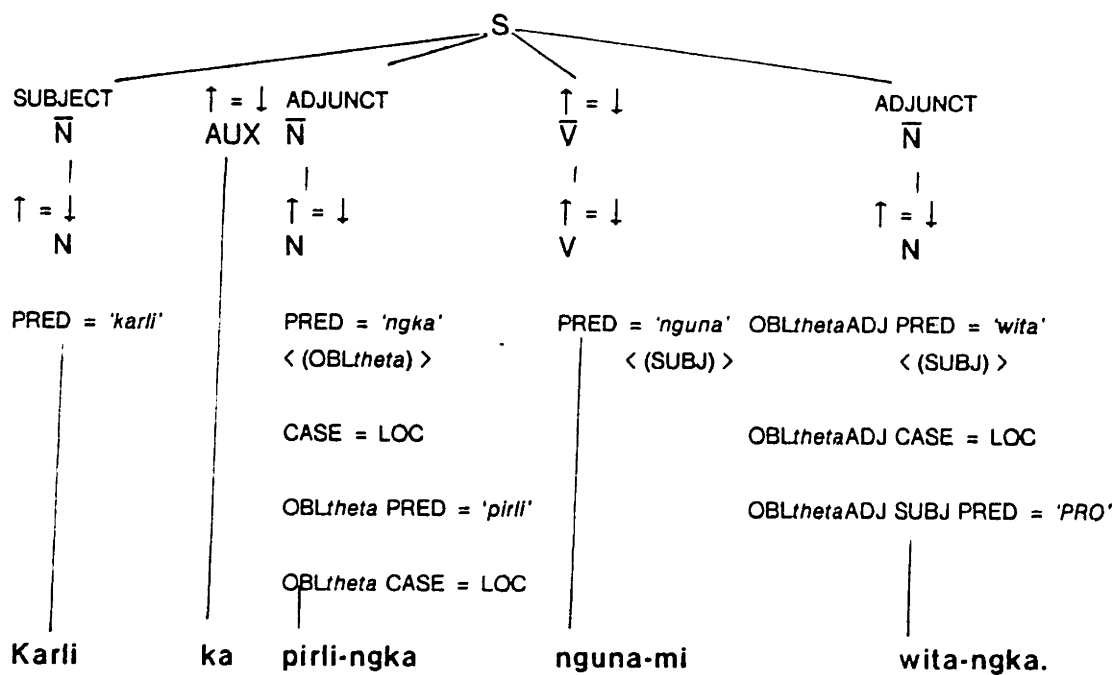 S
SUBJECT ↑ = ↓ ADJUNCT ↑ = ↓ ADJUNCT
N̅ AUX N̅ V̅ N̅
↑ = ↓ ↑ = ↓ ↑ = ↓ ↑ = ↓
N N V N
PRED = 'karli' PRED = 'ngka' PRED = 'nguna' OBLthetaADJ PRED = 'wita'
< (OBLtheta) > < (SUBJ) > < (SUBJ) >
CASE = LOC OBLthetaADJ CASE = LOC
OBLtheta PRED = 'pirli' OBLthetaADJ SUBJ PRED = 'PRO'
OBLtheta CASE = LOC
Karli ka pirli-ngka nguna-mi wita-ngka.